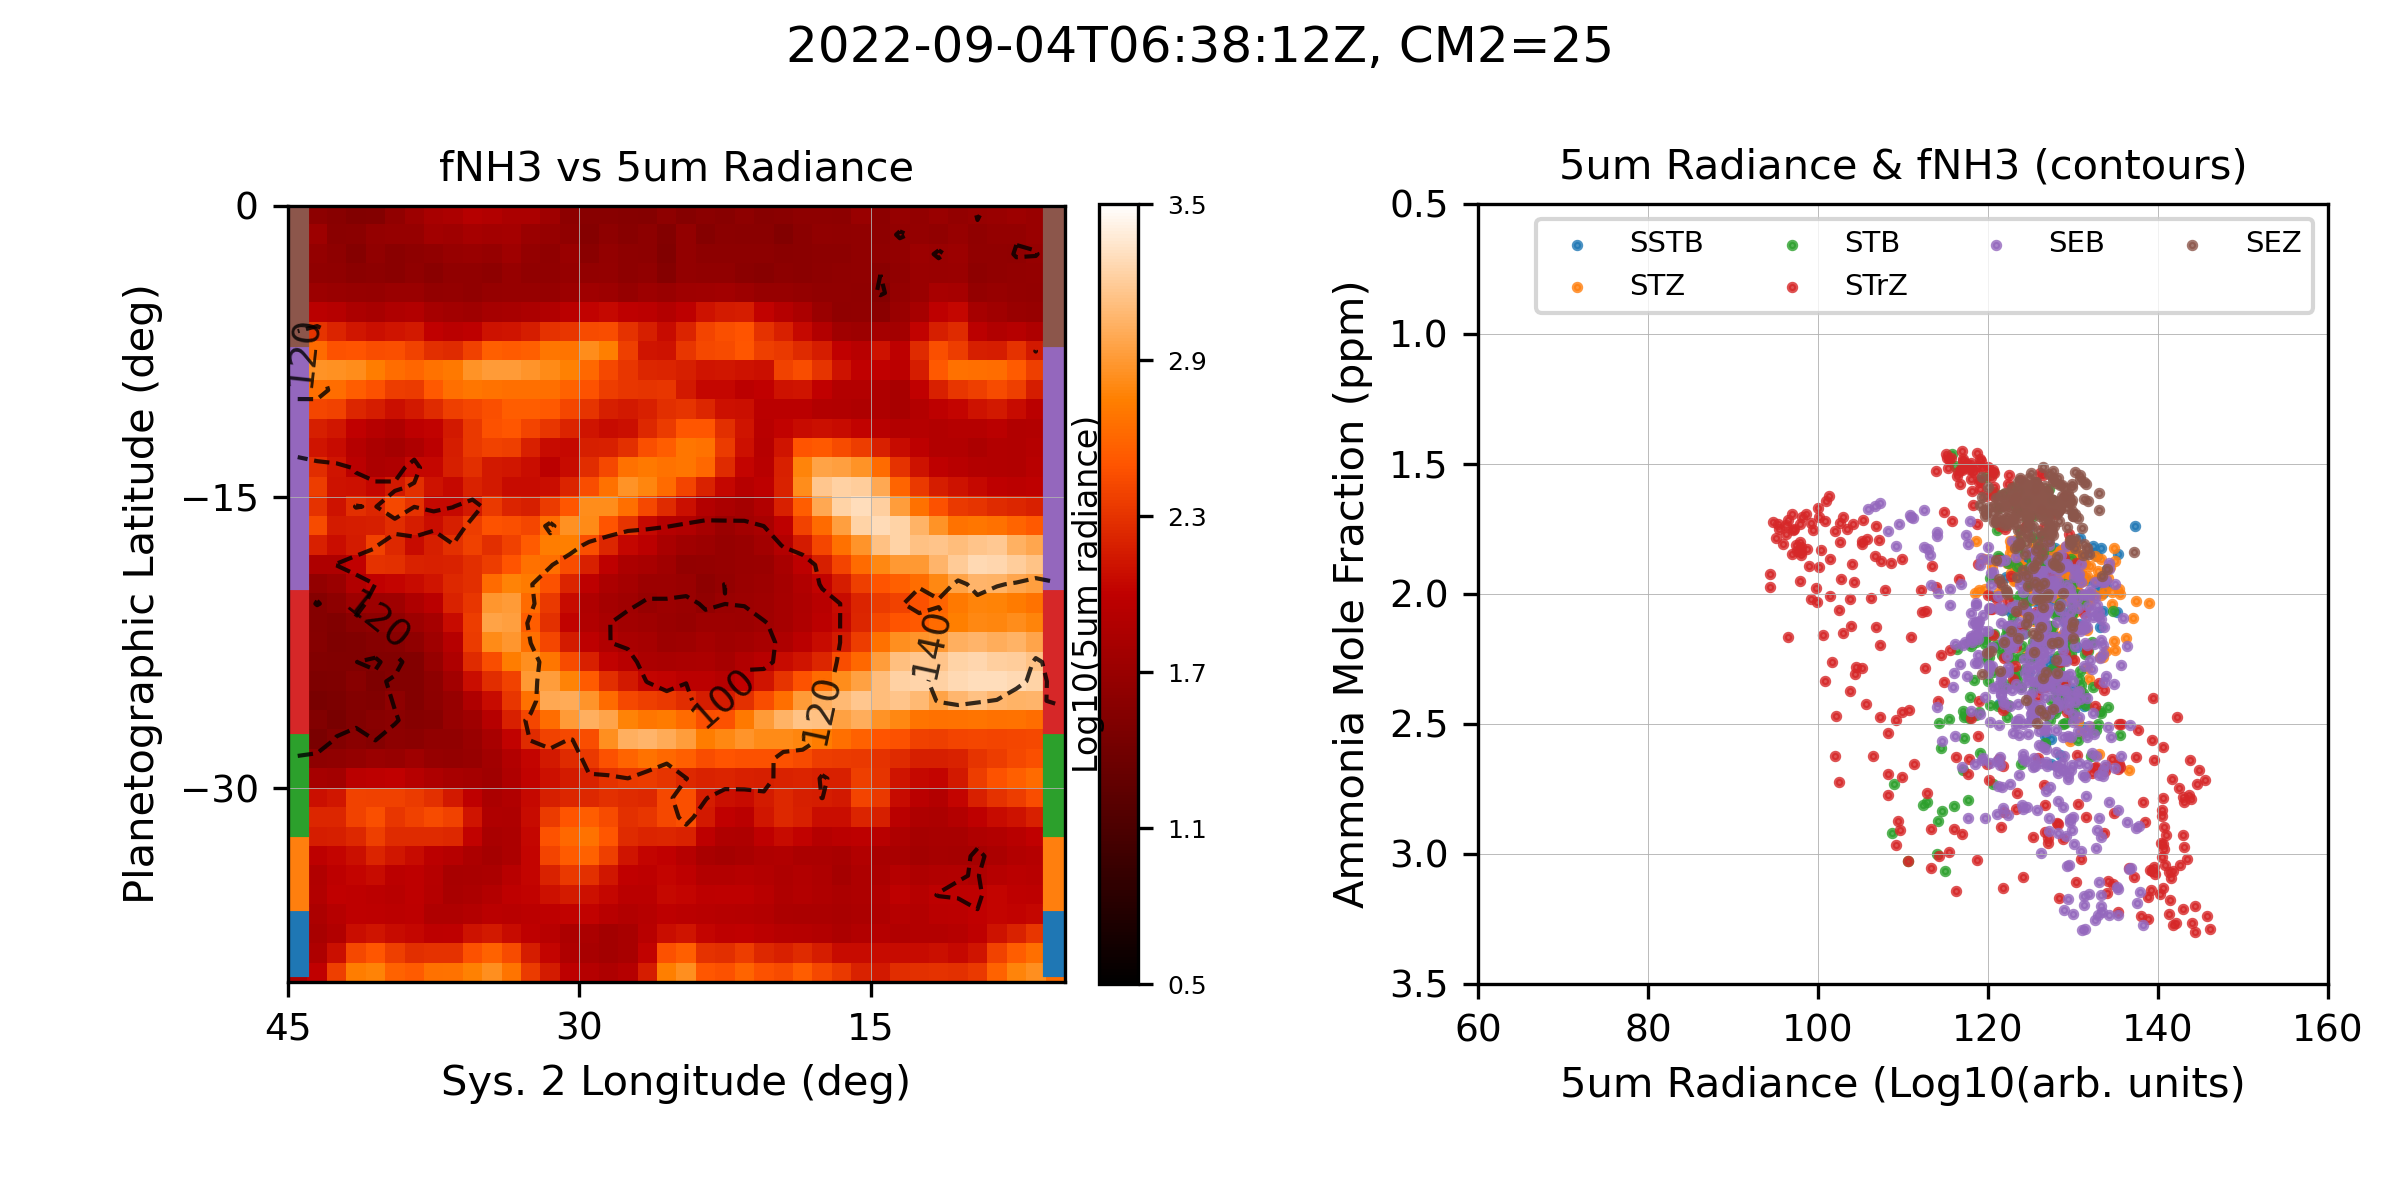 2022-09-04T06:38:12Z, CM2=25
fNH3 vs 5um Radiance
0
−15
−30
Planetographic Latitude (deg)
45
30
15
Sys. 2 Longitude (deg)
120
120
100
120
140
Log10(5um radiance)
3.5
2.9
2.3
1.7
1.1
0.5
5um Radiance & fNH3 (contours)
SSTB
STB
SEB
SEZ
STZ
STrZ
0.5
1.0
1.5
2.0
2.5
3.0
3.5
Ammonia Mole Fraction (ppm)
60
80
100
120
140
160
5um Radiance (Log10(arb. units)